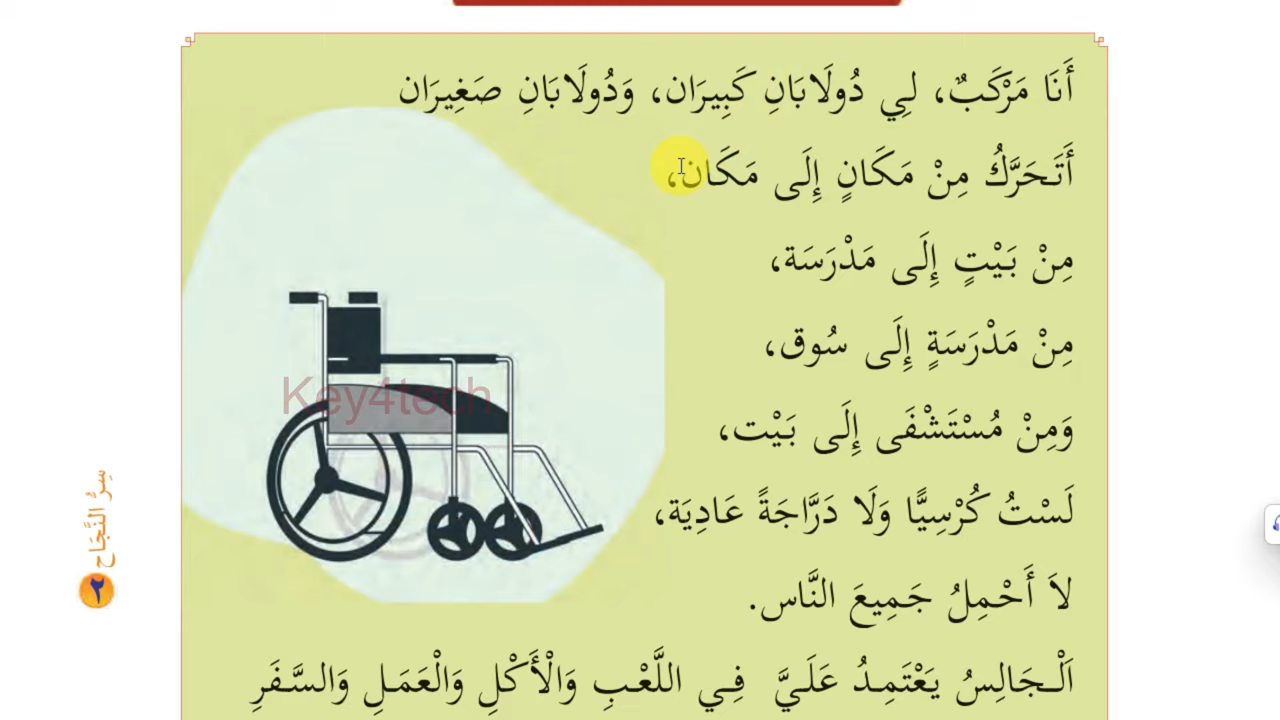 أَنَا مَرْكَبٌ، لِي دُولَابَانِ كَبِيرَان، وَدُولَابَانِ صَغِيرَان
أَتَحَرَّكُ مِنْ مَكَانٍ إِلَى مَكَان،
مِنْ بَيْتٍ إِلَى مَدْرَسَة،
مِنْ مَدْرَسَةٍ إِلَى سُوق،
وَمِنْ مُسْتَشْفَى إِلَى بَيْت،
لَسْتُ كُرْسِيًّا وَلَا دَرَّاجَةً عَادِيَة،
لاَ أَحْمِلُ جَمِيعَ النَّاس.
اَلْجَالِسُ يَعْتَمِدُ عَلَيَّ فِي اللَّعْبِ وَالْأَكْلِ وَالْعَمَلِ وَالسَّفَرِ
Key4tech
سِرُّ النَّجَاح
٢